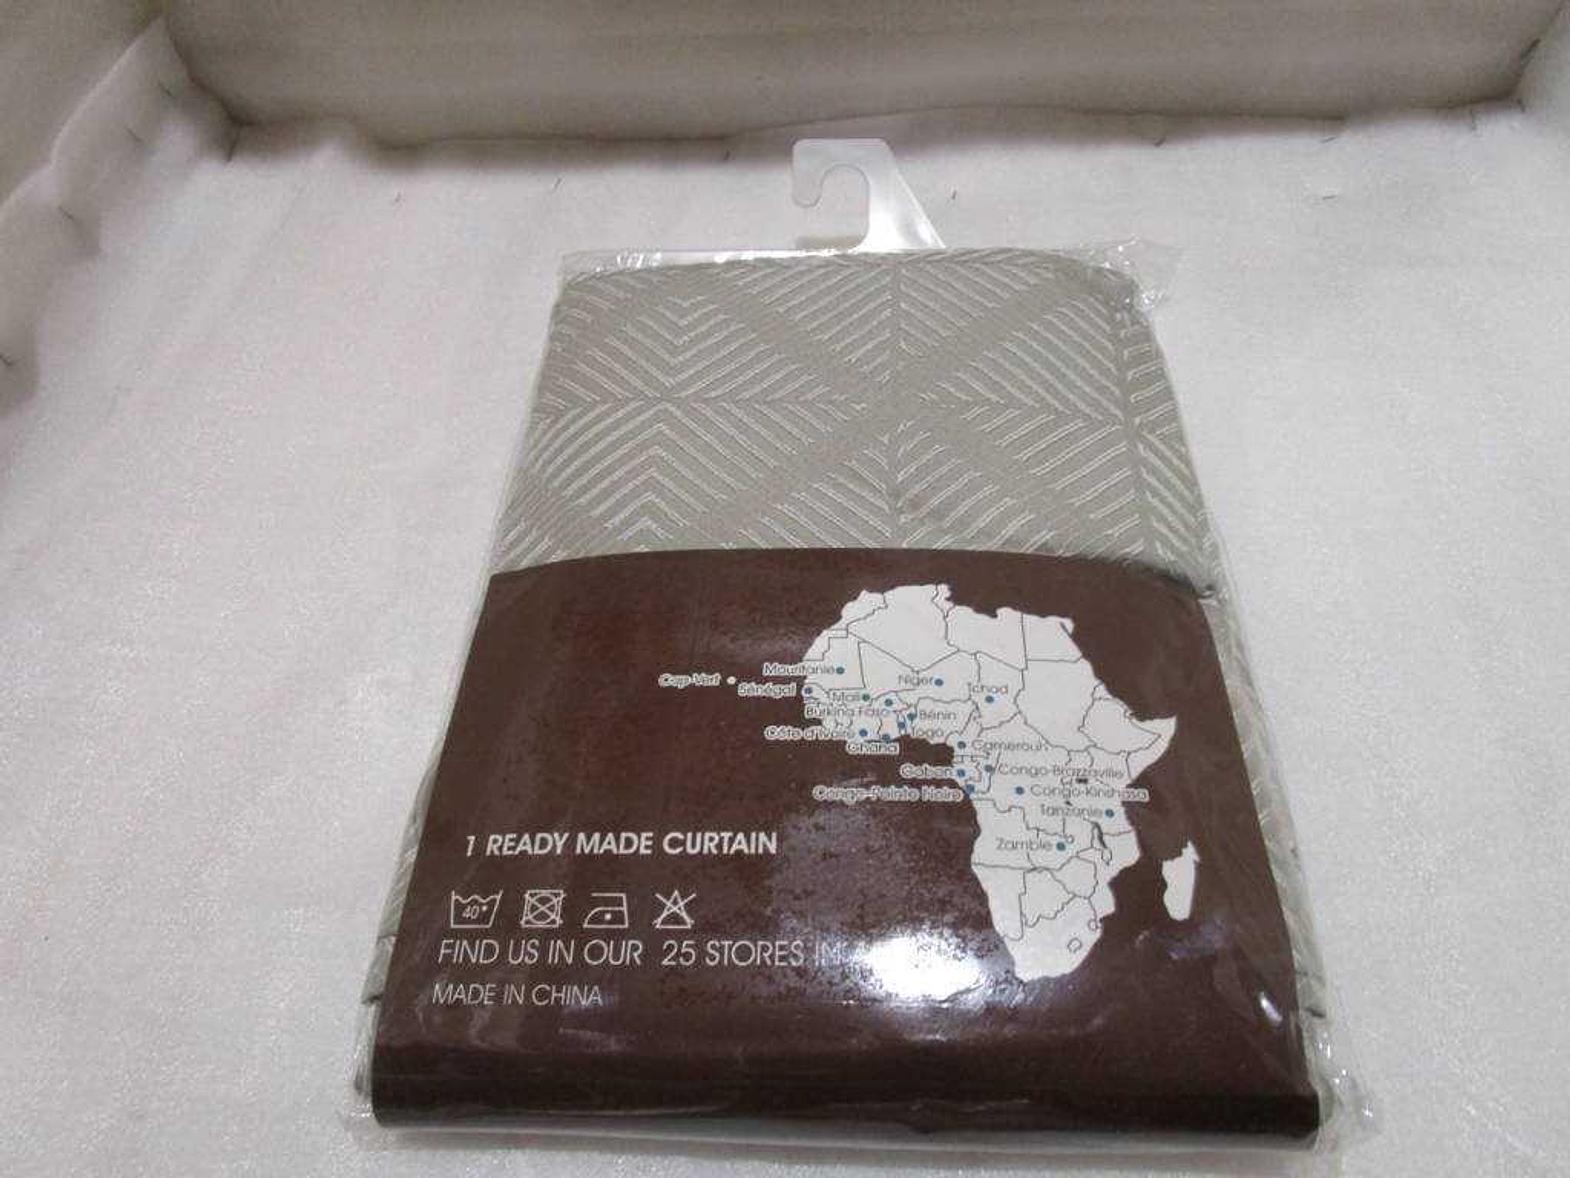 Mauritanie
Cap-Vert
Sénégal
Niger
Mali
Tchad
Burkina Faso
Bénin
Côte d'Ivoire
Togo
Ghana
Cameroun
Gabon
Congo-Brazzaville
Congo-Pointe Noire
Congo-Kinshasa
Tanzanie
Zambie
1 READY MADE CURTAIN
40°
FIND US IN OUR 25 STORES IN
MADE IN CHINA